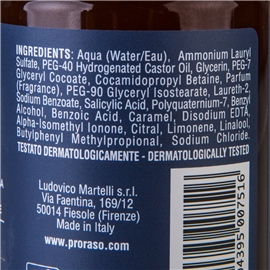 INGREDIENTS: Aqua (Water/Eau), Ammonium Lauryl
Sulfate, PEG-40 Hydrogenated Castor Oil, Glycerin, PEG-7
Glyceryl Cocoate, Cocamidopropyl Betaine, Parfum
(Fragrance), PEG-90 Glyceryl Isostearate, Laureth-2,
Sodium Benzoate, Salicylic Acid, Polyquaternium-7, Benzyl
Alcohol, Benzoic Acid, Caramel, Disodium EDTA,
Alpha-Isomethyl Ionone, Citral, Limonene, Linalool,
Butylphenyl Methylpropional, Sodium Chloride.
TESTATO DERMATOLOGICAMENTE - DERMATOLOGICALLY TESTED
Ludovico Martelli s.r.l.
Via Faentina, 169/12
50014 Fiesole (Firenze)
Made in Italy
www.proraso.com
4395 007516